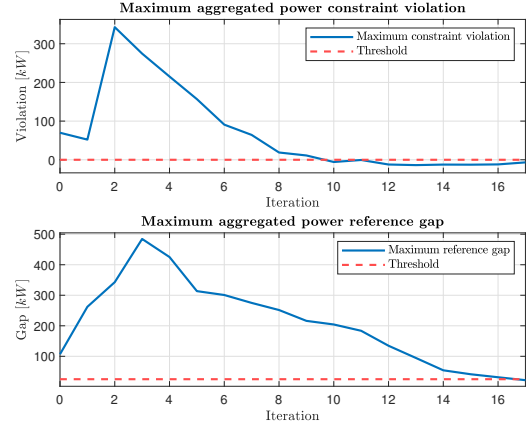 Maximum aggregated power constraint violation
Violation [kW]
300
200
100
0
Maximum constraint violation
Threshold
0 2 4 6 8 10 12 14 16
Iteration
Maximum aggregated power reference gap
Gap [kW]
500
400
300
200
100
Maximum reference gap
Threshold
0 2 4 6 8 10 12 14 16
Iteration